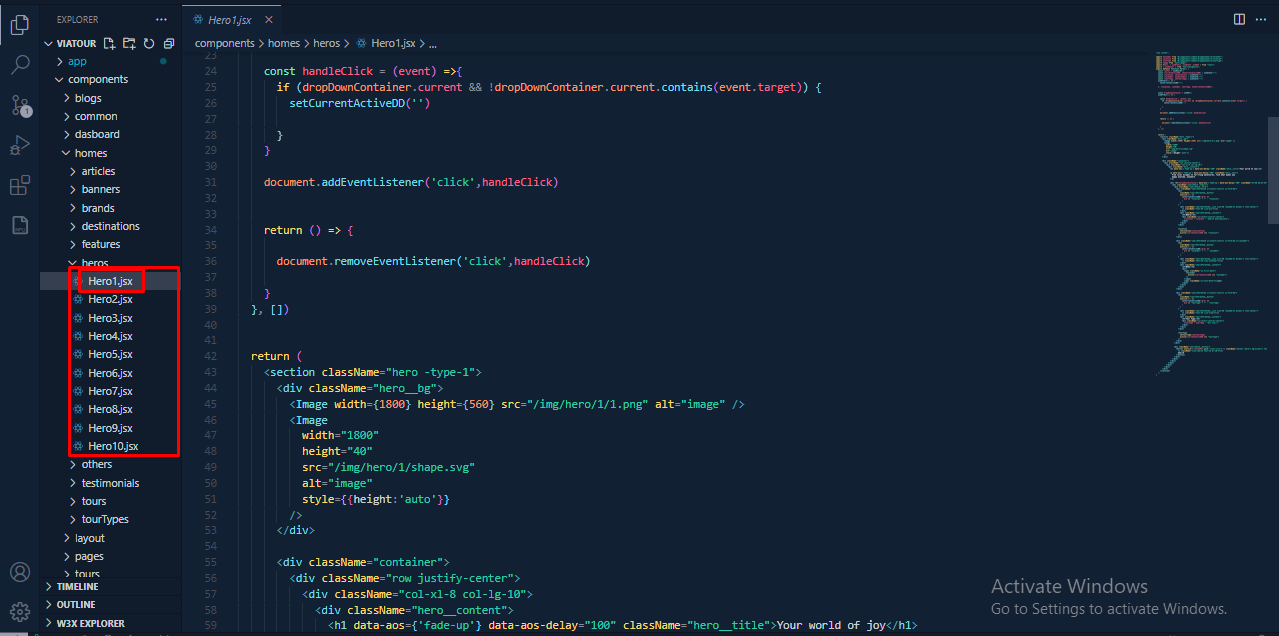 EXPLORER
VIATOUR
app
components
blogs
common
dasboard
homes
articles
banners
brands
destinations
features
heros
Hero1.jsx
Hero2.jsx
Hero3.jsx
Hero4.jsx
Hero5.jsx
Hero6.jsx
Hero7.jsx
Hero8.jsx
Hero9.jsx
Hero10.jsx
others
testimonials
tours
tourTypes
layout
pages
tours
TIMELINE
OUTLINE
W3X EXPLORER
1
Hero1.jsx
components > homes > heros > Hero1.jsx > ...
23
24 const handleClick = (event) =>{
25 if (dropDownContainer.current && !dropDownContainer.current.contains(event.target)) {
26 setCurrentActiveDD('')
27
28 }
29 }
30
31 document.addEventListener('click',handleClick)
32
33
34 return () => {
35
36 document.removeEventListener('click',handleClick)
37
38 }
39 }, [])
40
41
42 return (
43 <section className="hero -type-1">
44 <div className="hero__bg">
45 <Image width={1800} height={560} src="/img/hero/1/1.png" alt="image" />
46 <Image
47 width="1800"
48 height="40"
49 src="/img/hero/1/shape.svg"
50 alt="image"
51 style={{height:'auto'}}
52 />
53 </div>
54
55 <div className="container">
56 <div className="row justify-center">
57 <div className="col-xl-8 col-lg-10">
58 <div className="hero__content">
59 <h1 data-aos={'fade-up'} data-aos-delay="100" className="hero__title">Your world of joy</h1>
Activate Windows
Go to Settings to activate Windows.